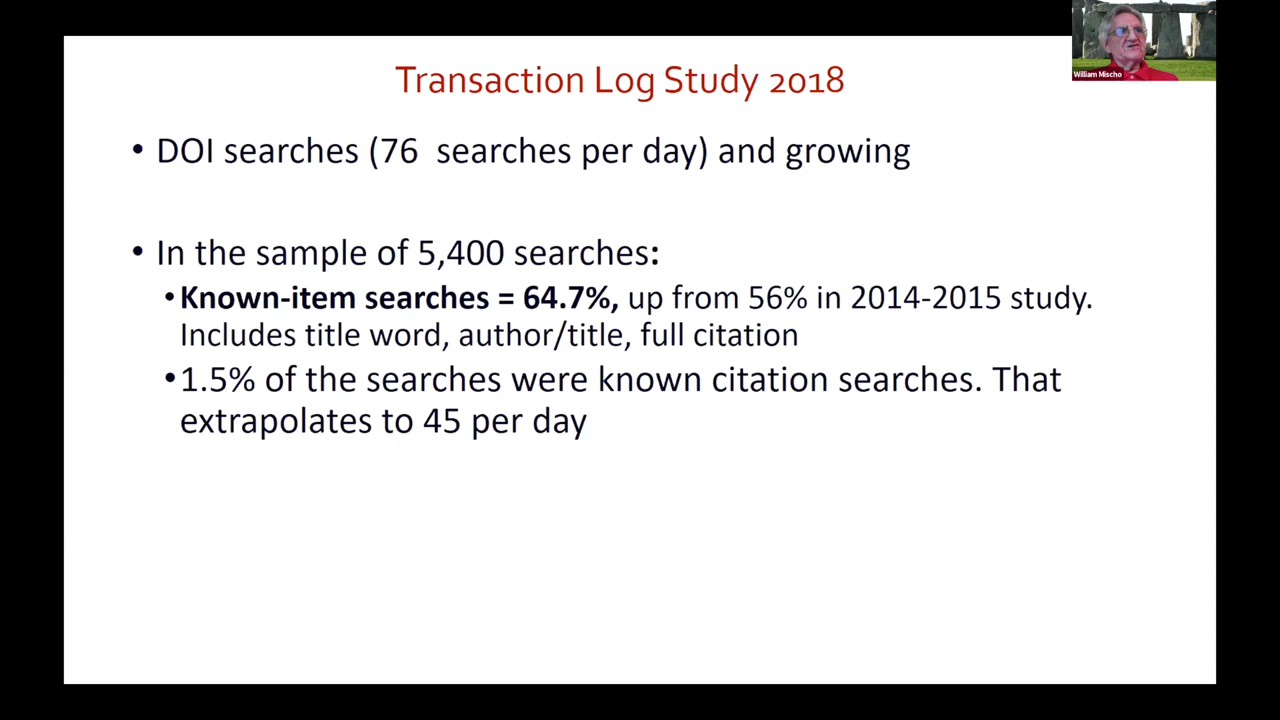 William Mischo
Transaction Log Study 2018
• DOI searches (76 searches per day) and growing
• In the sample of 5,400 searches:
• Known-item searches = 64.7%, up from 56% in 2014-2015 study.
Includes title word, author/title, full citation
• 1.5% of the searches were known citation searches. That
extrapolates to 45 per day